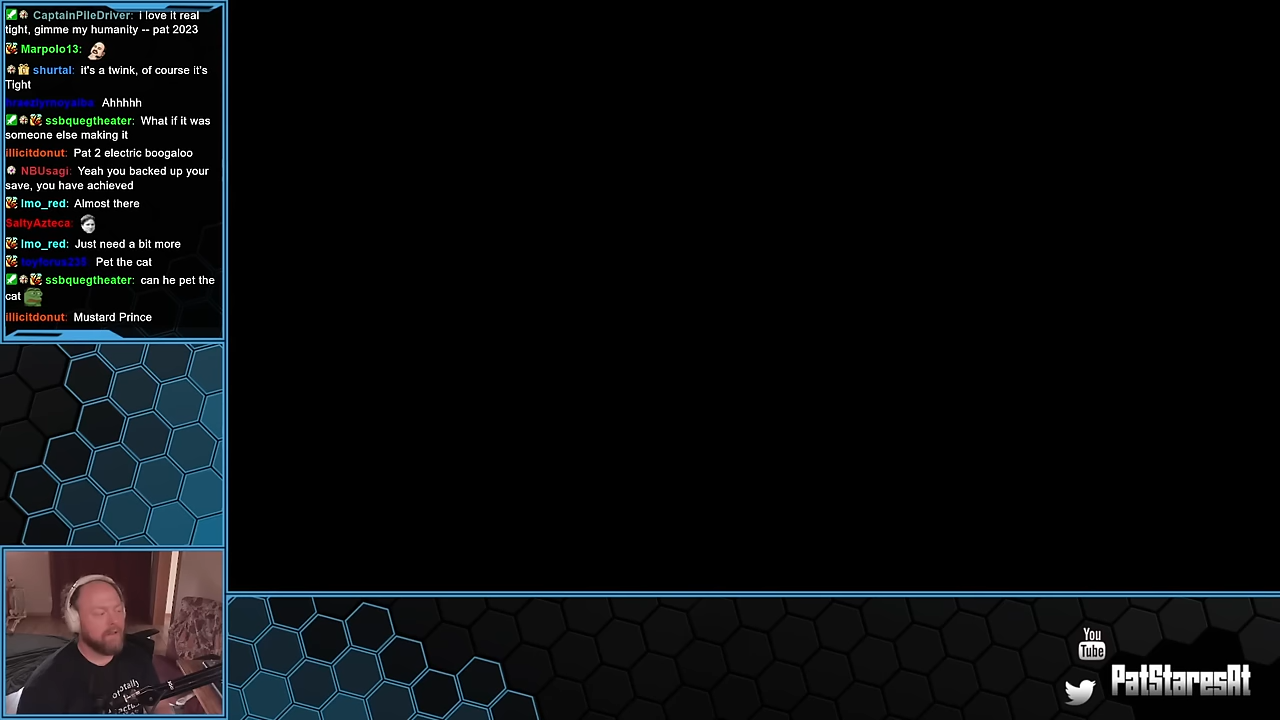 CaptainPileDriver: I love it real
tight, gimme my humanity -- pat 2023
Marpolo13:
shurtal: it's a twink, of course it's
Tight
Ahhhhh
ssbquegtheater: What if it was
someone else making it
illicitdonut: Pat 2 electric boogaloo
NBUsagi: Yeah you backed up your
save, you have achieved
lmo_red: Almost there
SaltyAzteca:
lmo_red: Just need a bit more
Pet the cat
ssbquegtheater: can he pet the
cat
illicitdonut: Mustard Prince
You
Tube
PatStaresAt